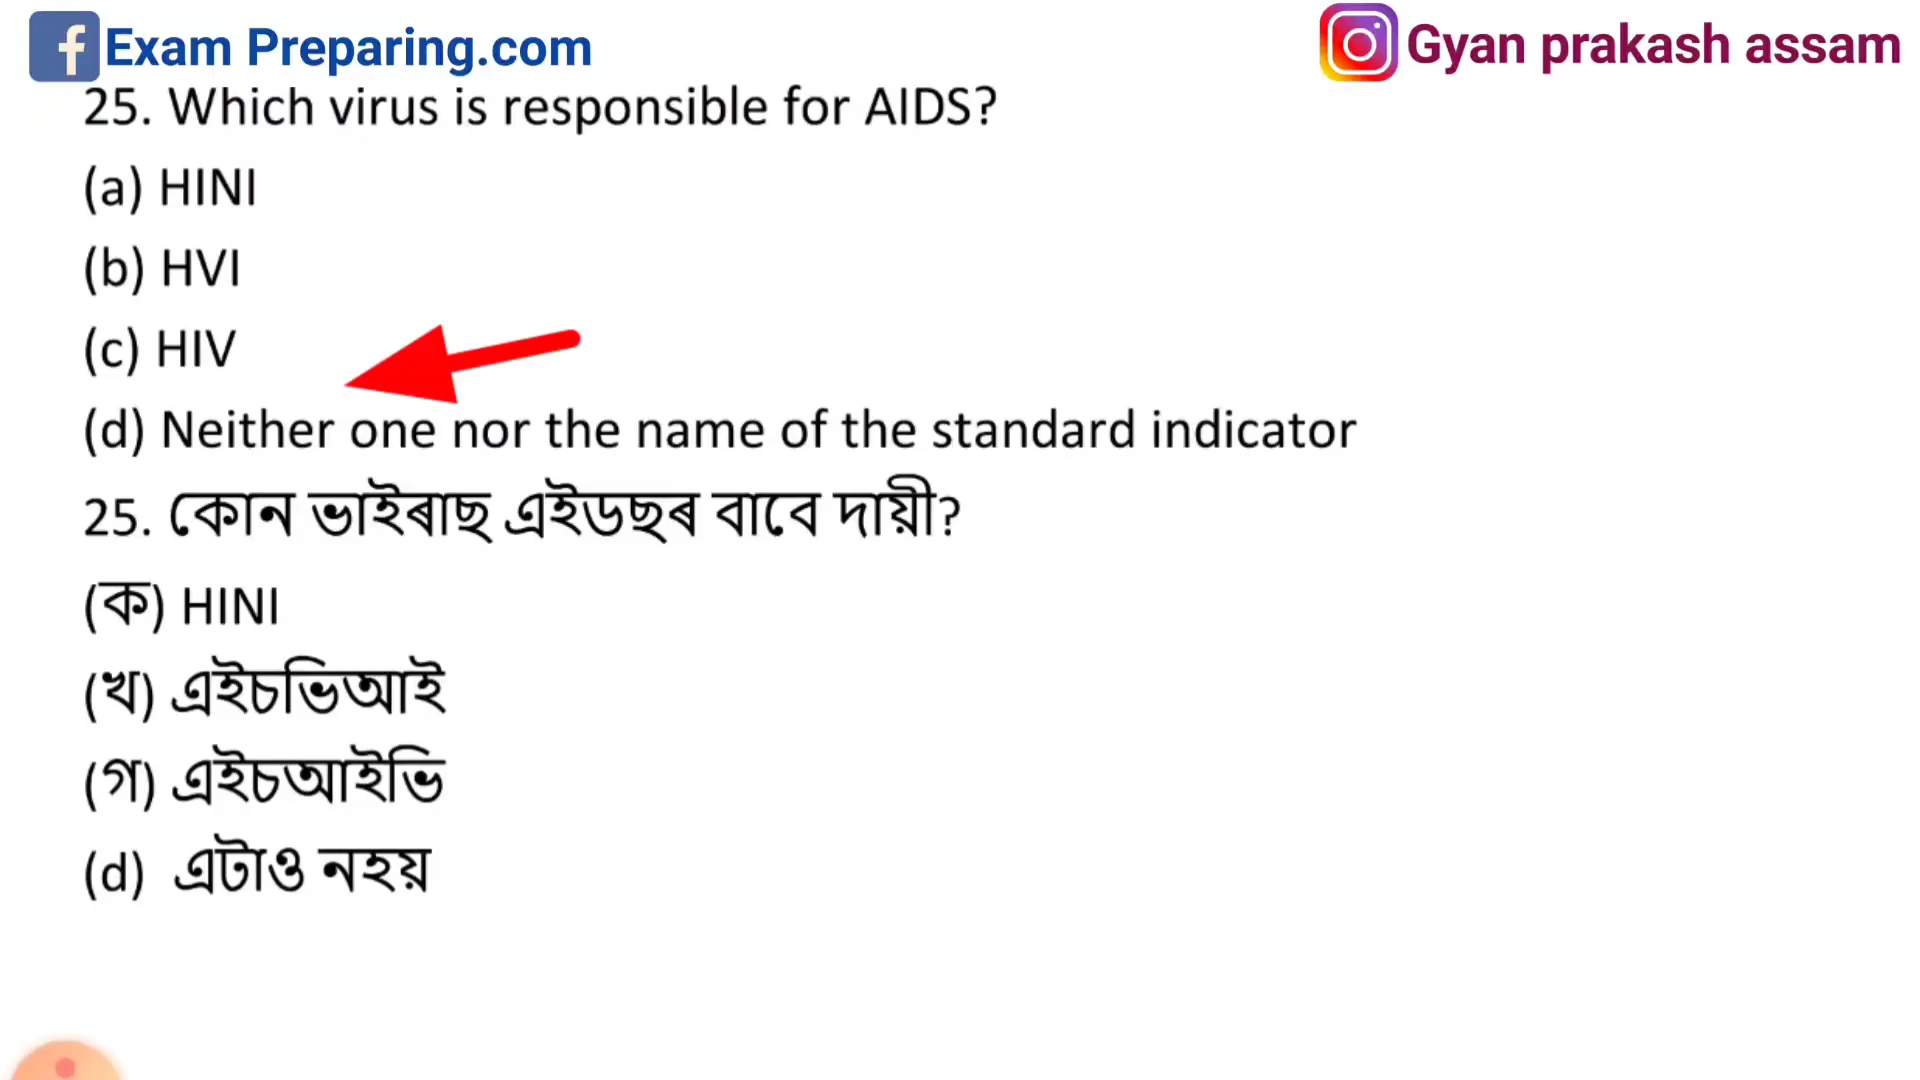 Exam Preparing.com
Gyan prakash assam
25. Which virus is responsible for AIDS?
(a) HINI
(b) HVI
(c) HIV
(d) Neither one nor the name of the standard indicator
25. কোন ভাইৰাছ এইডছৰ বাবে দায়ী?
(ক) HINI
(খ) এইচভিআই
(গ) এইচআইভি
(d) এটাও নহয়